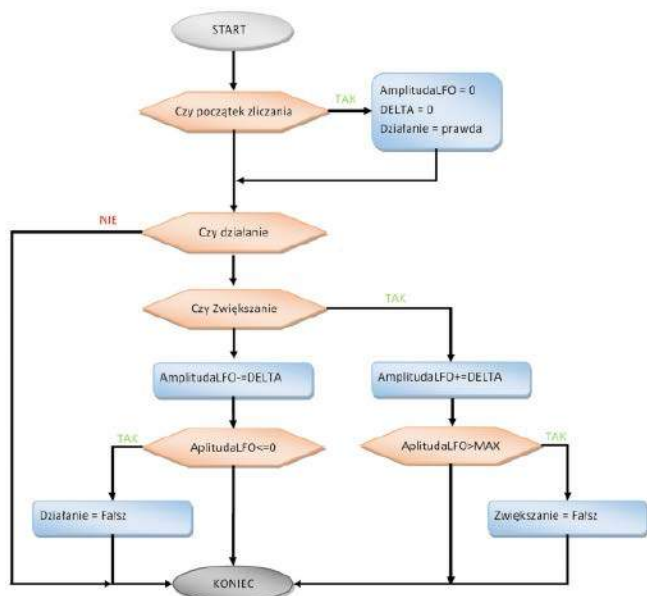 START
Czy początek zliczania
TAK
AmplitudaLFO = 0
DELTA = 0
Działanie = prawda
NIE
Czy działanie
Czy Zwiększanie
TAK
AmplitudaLFO-=DELTA
AmplitudaLFO+=DELTA
TAK
AplitudaLFO<=0
AplitudaLFO>MAX
TAK
Działanie = Fałsz
Zwiększanie = Fałsz
KONIEC